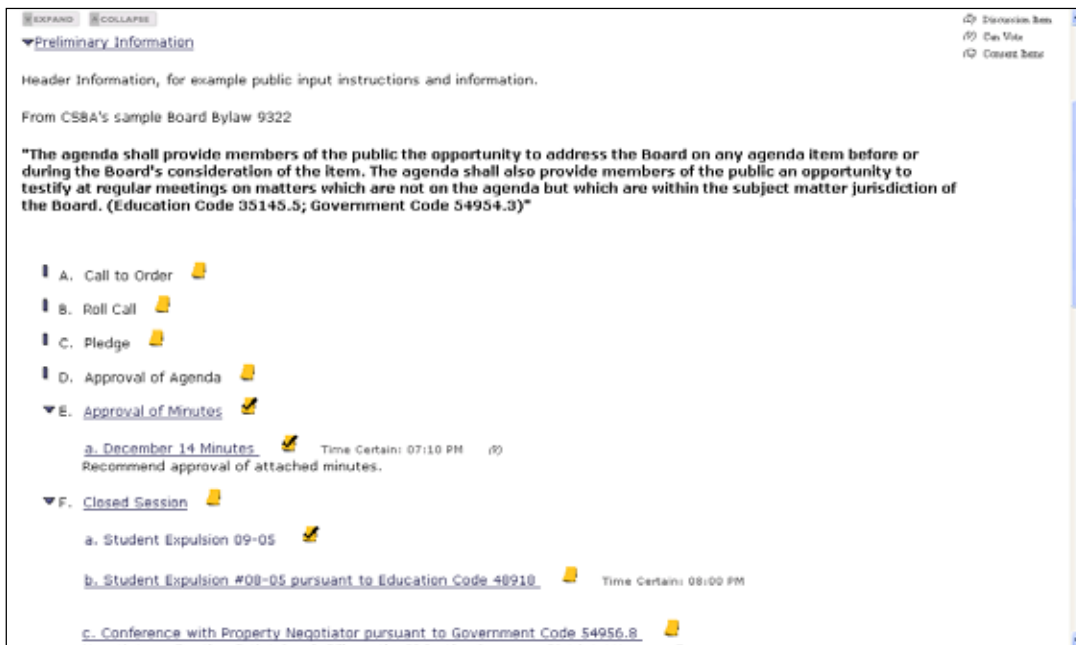 EXPAND COLLAPSE
Discussion Item
Preliminary Information
Can Vote
Consent Items
Header Information, for example public input instructions and information.
From CSBA's sample Board Bylaw 9322
"The agenda shall provide members of the public the opportunity to address the Board on any agenda item before or
during the Board's consideration of the item. The agenda shall also provide members of the public an opportunity to
testify at regular meetings on matters which are not on the agenda but which are within the subject matter jurisdiction of
the Board. (Education Code 35145.5; Government Code 54954.3)"
A. Call to Order
B. Roll Call
C. Pledge
D. Approval of Agenda
E. Approval of Minutes
a. December 14 Minutes Time Certain: 07:10 PM (V)
Recommend approval of attached minutes.
F. Closed Session
a. Student Expulsion 09-05
b. Student Expulsion #08-05 pursuant to Education Code 48918 Time Certain: 08:00 PM
c. Conference with Property Negotiator pursuant to Government Code 54956.8